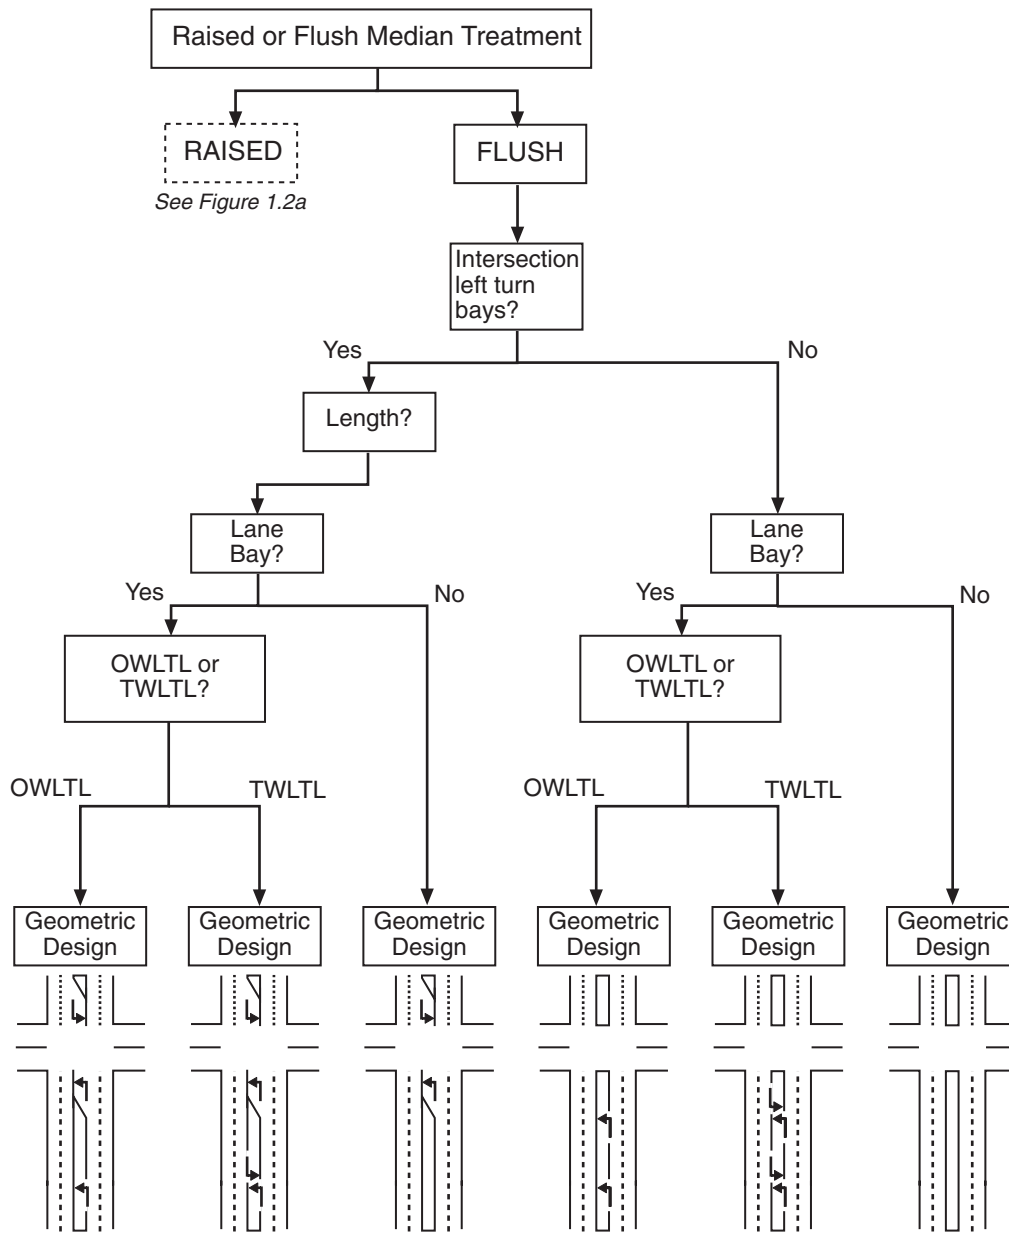 Raised or Flush Median Treatment
RAISED
FLUSH
See Figure 1.2a
Intersection
left turn
bays?
Yes
No
Length?
Lane
Bay?
Lane
Bay?
Yes
No
Yes
No
OWLTL or
TWLTL?
OWLTL or
TWLTL?
OWLTL
TWLTL
OWLTL
TWLTL
Geometric
Design
Geometric
Design
Geometric
Design
Geometric
Design
Geometric
Design
Geometric
Design